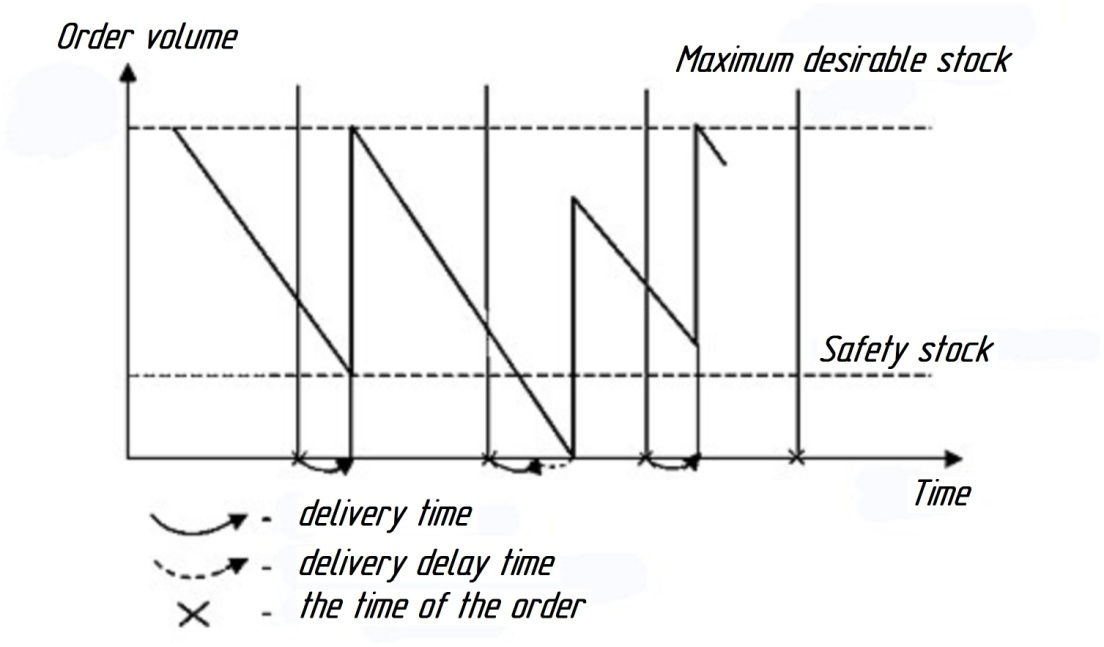 Order volume
Maximum desirable stock
Safety stock
Time
- delivery time
- delivery delay time
- the time of the order